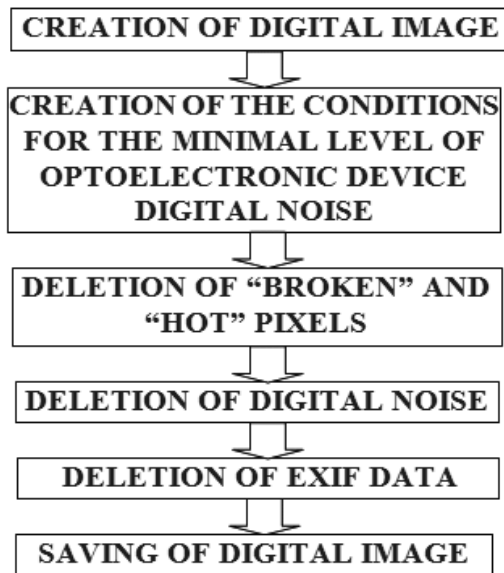 CREATION OF DIGITAL IMAGE
CREATION OF THE CONDITIONS
FOR THE MINIMAL LEVEL OF
OPTOELECTRONIC DEVICE
DIGITAL NOISE
DELETION OF “BROKEN” AND
“HOT” PIXELS
DELETION OF DIGITAL NOISE
DELETION OF EXIF DATA
SAVING OF DIGITAL IMAGE